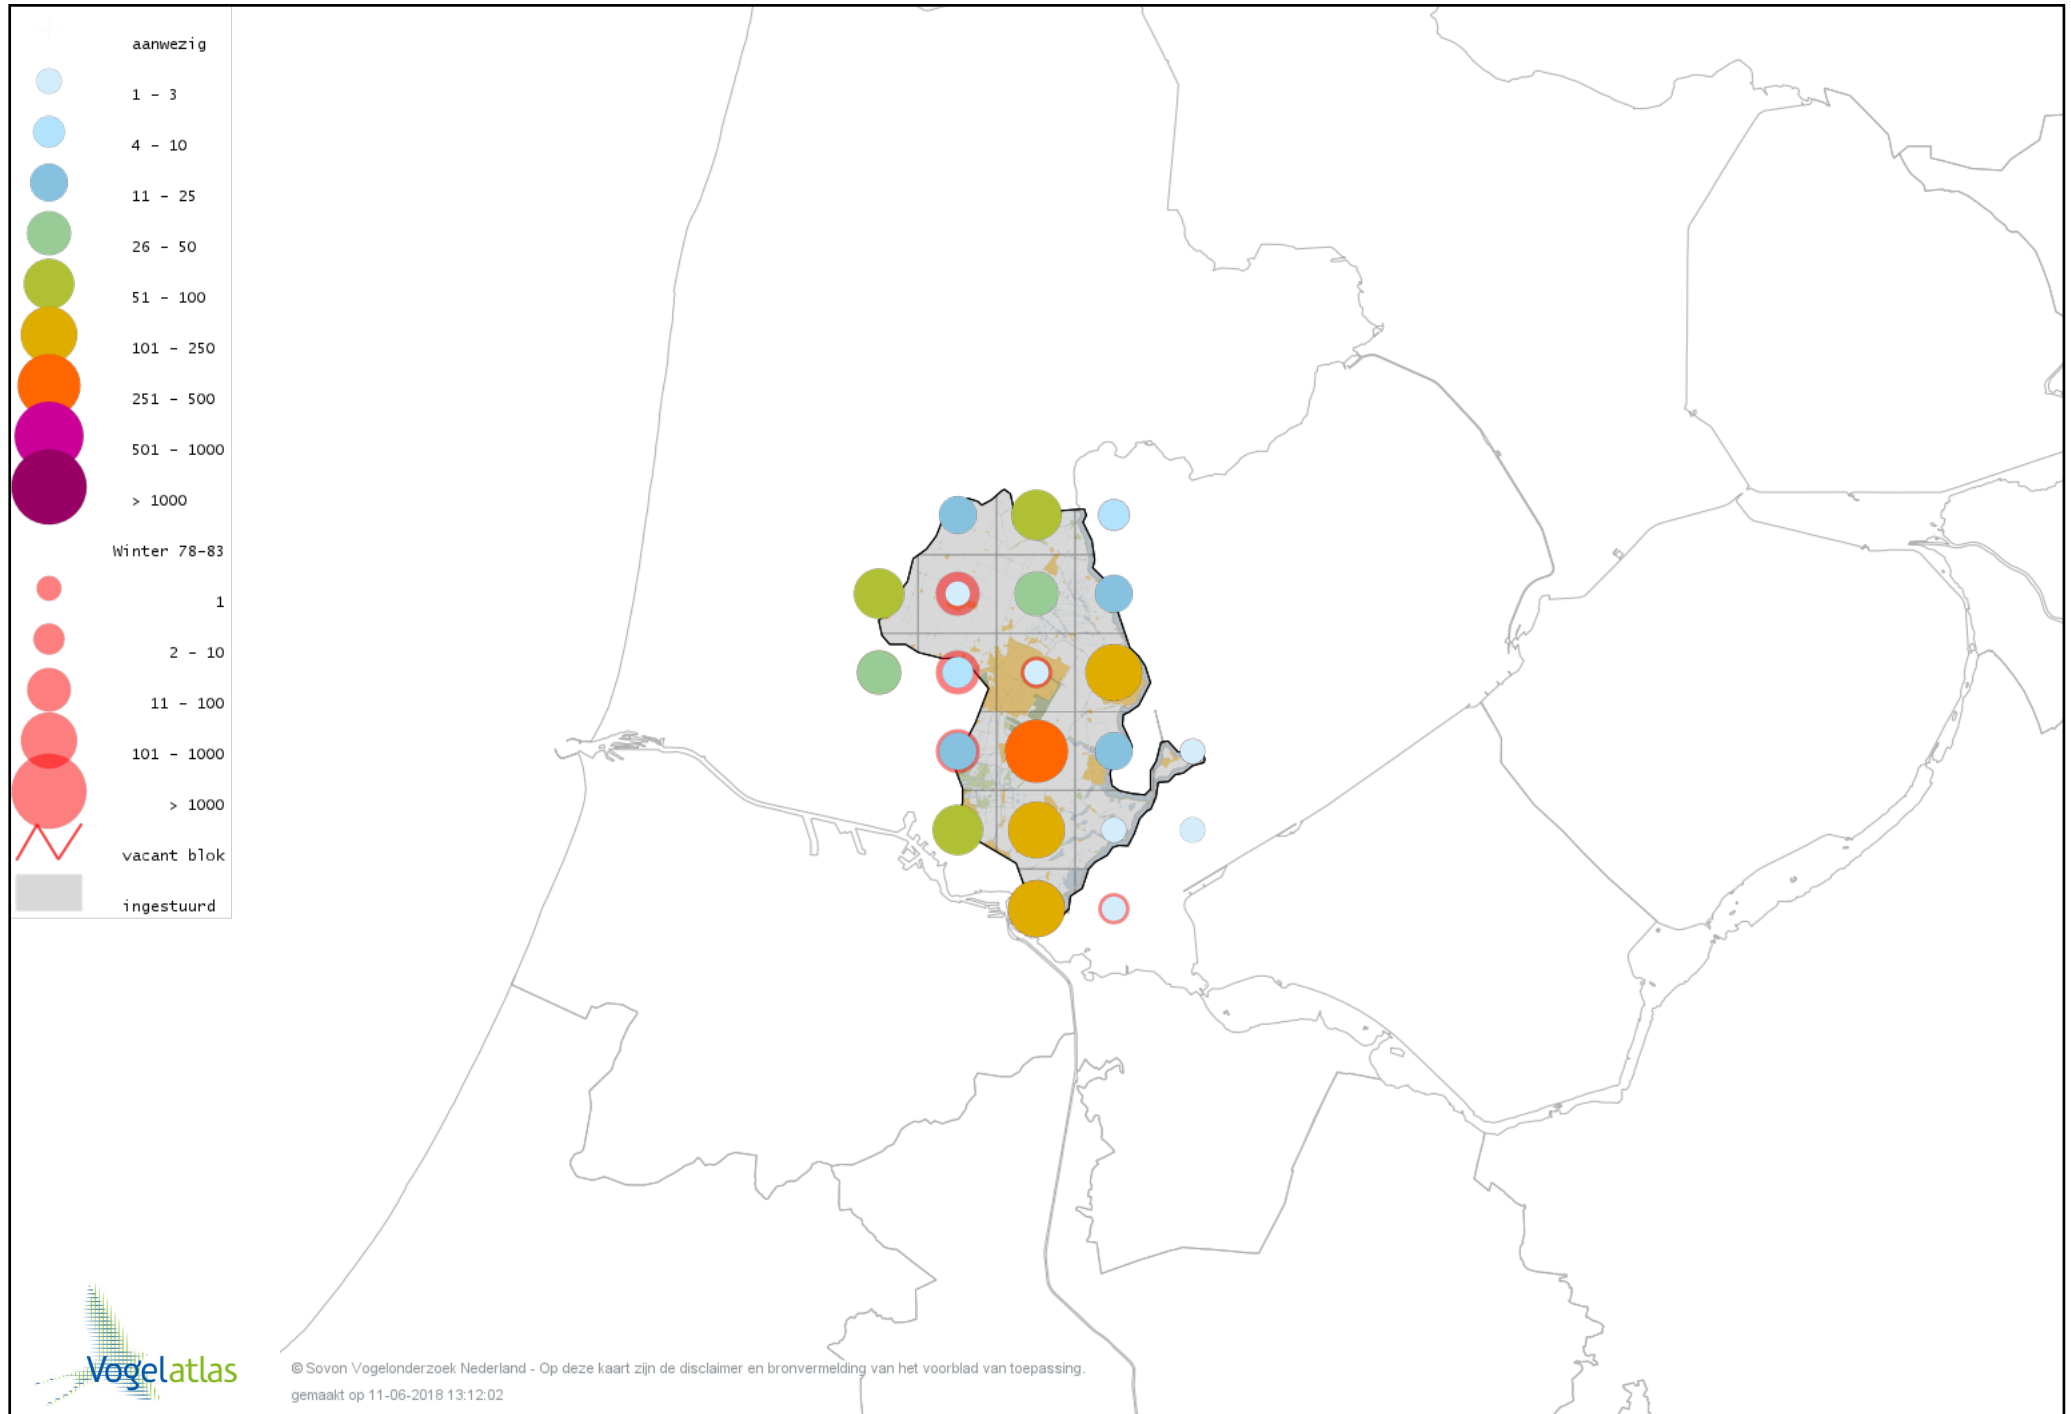 aanwezig
1 - 3
4 - 10
11 - 25
26 - 50
51 - 100
101 - 250
251 - 500
501 - 1000
> 1000
Winter 78-83
1
2 - 10
11 - 100
101 - 1000
> 1000
vacant blok
ingestuurd
Vogelatlas
© Sovon Vogelonderzoek Nederland - Op deze kaart zijn de disclaimer en bronvermelding van het voorblad van toepassing.
gemaakt op 11-06-2018 13:12:02